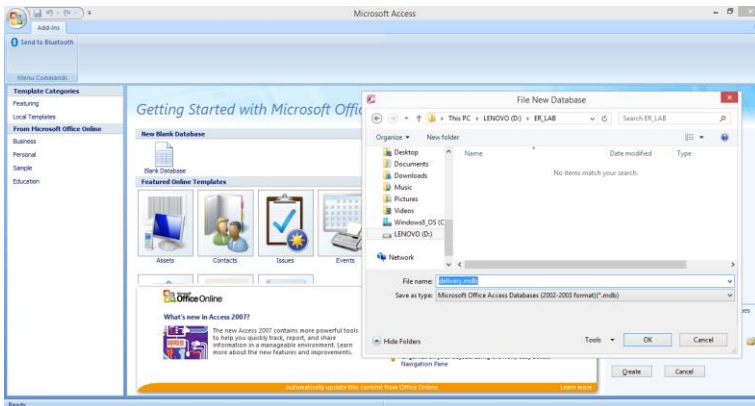 Microsoft Access
Add-Ins
Send to Bluetooth
Menu Commands
Template Categories
Featuring
Local Templates
From Microsoft Office Online
Business
Personal
Sample
Education
Getting Started with Microsoft Offic
New Blank Database
Blank Database
Featured Online Templates
Assets
Contacts
Issues
Events
Office Online
What's new in Access 2007?
The new Access 2007 contains more powerful tools
to help you quickly track, report, and share
information in a manageable environment. Learn
more about the new features and improvements.
Navigation Pane
Automatically update this content from Office Online
Learn more
File New Database
This PC
LENOVO (D:)
ER_LAB
Search ER_LAB
Organize
New folder
Desktop
Documents
Downloads
Music
Pictures
Videos
Windows8_OS (C
LENOVO (D:)
Network
Name
Date modified
Type
No items match your search.
File name:
delivery.mdb
Save as type:
Microsoft Office Access Databases (2002-2003 format)(*.mdb)
Hide Folders
Tools
OK
Cancel
Create
Cancel
Ready